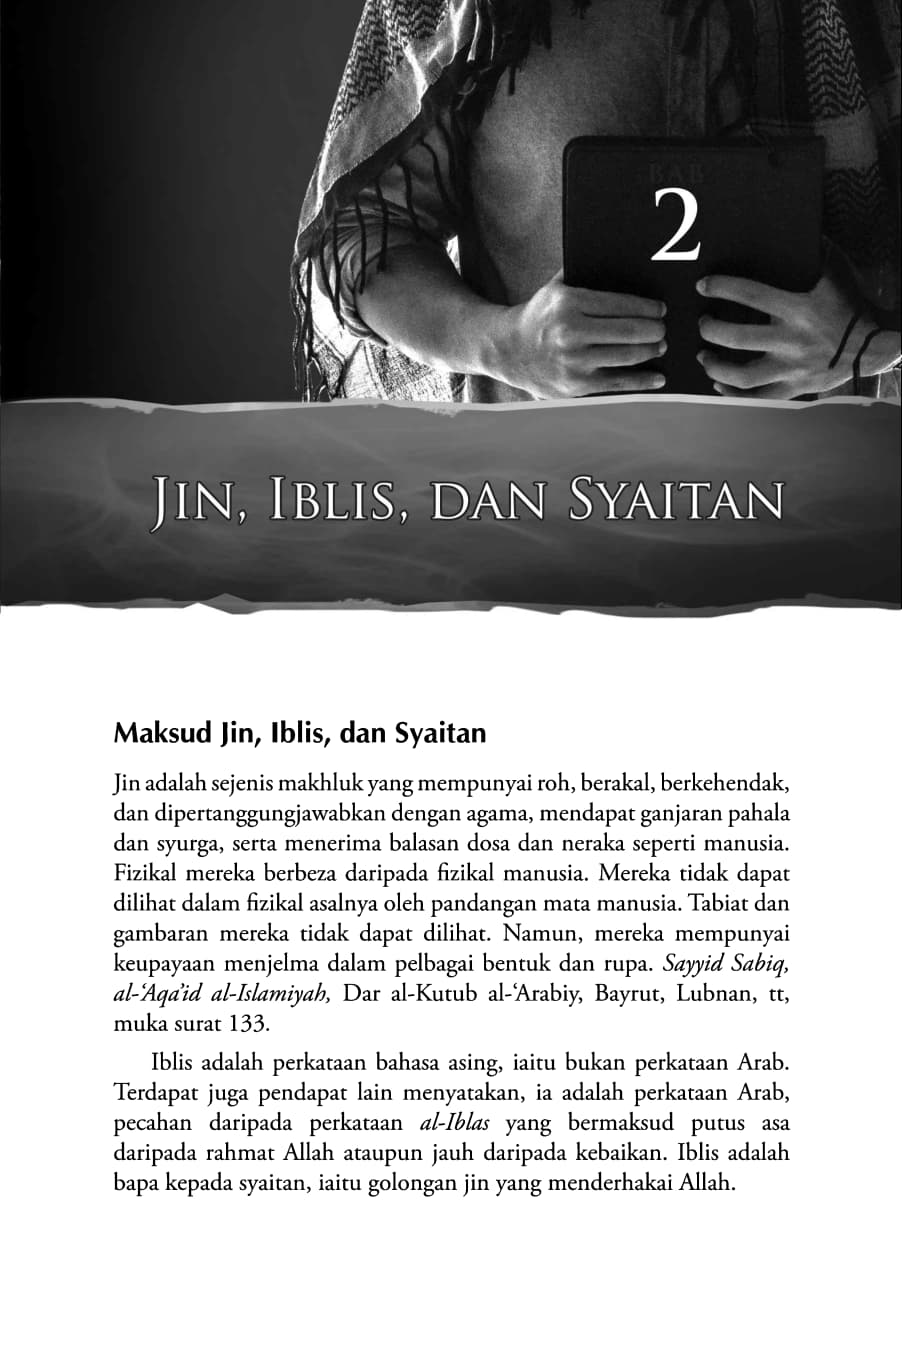 BAB
2
Jin, Iblis, dan Syaitan
Maksud Jin, Iblis, dan Syaitan
Jin adalah sejenis makhluk yang mempunyai roh, berakal, berkehendak,
dan dipertanggungjawabkan dengan agama, mendapat ganjaran pahala
dan syurga, serta menerima balasan dosa dan neraka seperti manusia.
Fizikal mereka berbeza daripada fizikal manusia. Mereka tidak dapat
dilihat dalam fizikal asalnya oleh pandangan mata manusia. Tabiat dan
gambaran mereka tidak dapat dilihat. Namun, mereka mempunyai
keupayaan menjelma dalam pelbagai bentuk dan rupa. Sayyid Sabiq,
al-‘Aqa’id al-Islamiyah, Dar al-Kutub al-‘Arabiy, Bayrut, Lubnan, tt,
muka surat 133.
Iblis adalah perkataan bahasa asing, iaitu bukan perkataan Arab.
Terdapat juga pendapat lain menyatakan, ia adalah perkataan Arab,
pecahan daripada perkataan al-Iblas yang bermaksud putus asa
daripada rahmat Allah ataupun jauh daripada kebaikan. Iblis adalah
bapa kepada syaitan, iaitu golongan jin yang menderhakai Allah.